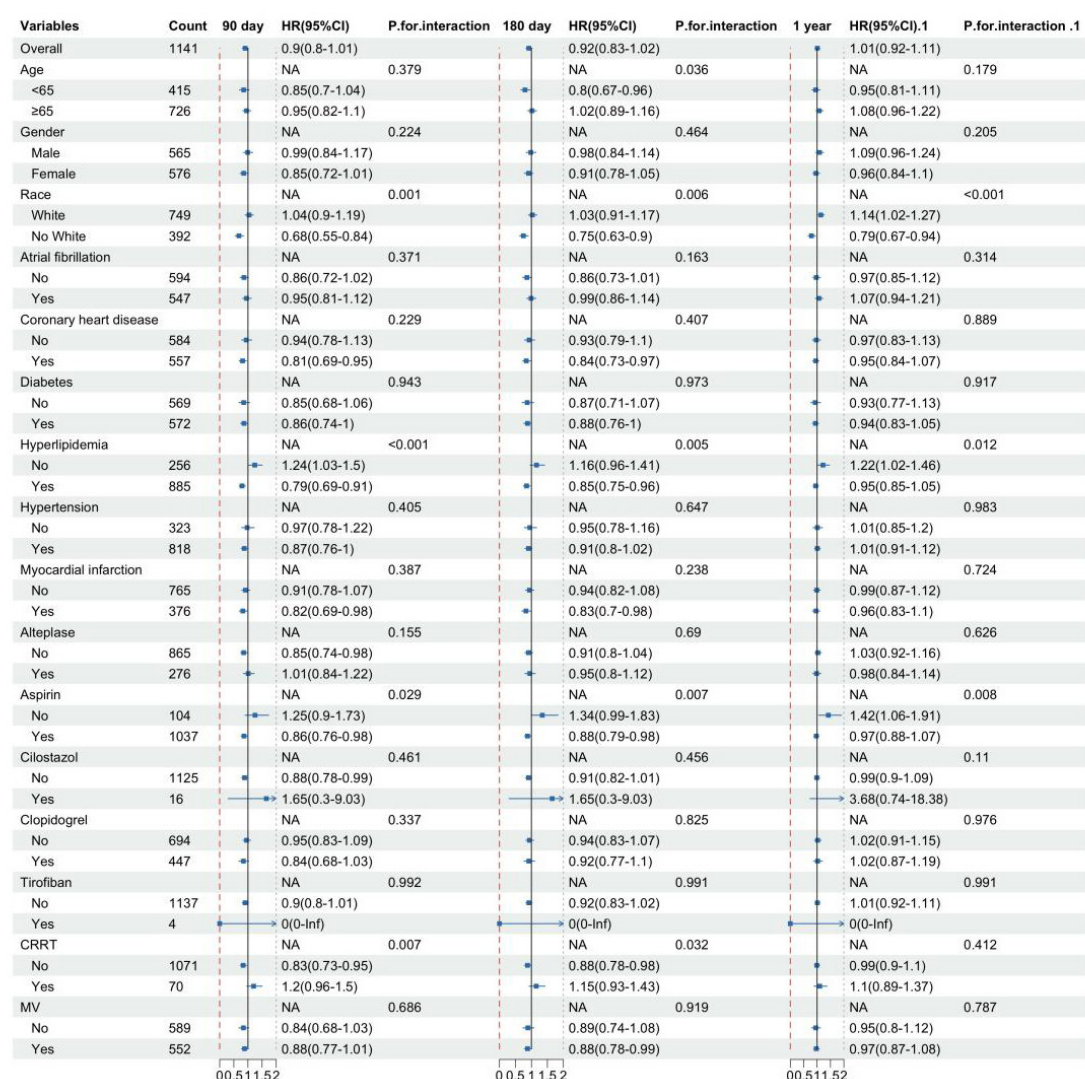 Variables Count 90 day HR(95%CI) P.for.interaction 180 day HR(95%CI) P.for.interaction 1 year HR(95%CI).1 P.for.interaction .1
Overall 1141 0.9(0.8-1.01) 0.92(0.83-1.02) 1.01(0.92-1.11)
Age NA 0.379 NA 0.036 NA 0.179
<65 415 0.85(0.7-1.04) 0.8(0.67-0.96) 0.95(0.81-1.11)
≥65 726 0.95(0.82-1.1) 1.02(0.89-1.16) 1.08(0.96-1.22)
Gender NA 0.224 NA 0.464 NA 0.205
Male 565 0.99(0.84-1.17) 0.98(0.84-1.14) 1.09(0.96-1.24)
Female 576 0.85(0.72-1.01) 0.91(0.78-1.05) 0.96(0.84-1.1)
Race NA 0.001 NA 0.006 NA <0.001
White 749 1.04(0.9-1.19) 1.03(0.91-1.17) 1.14(1.02-1.27)
No White 392 0.68(0.55-0.84) 0.75(0.63-0.9) 0.79(0.67-0.94)
Atrial fibrillation NA 0.371 NA 0.163 NA 0.314
No 594 0.86(0.72-1.02) 0.86(0.73-1.01) 0.97(0.85-1.12)
Yes 547 0.95(0.81-1.12) 0.99(0.86-1.14) 1.07(0.94-1.21)
Coronary heart disease NA 0.229 NA 0.407 NA 0.889
No 584 0.94(0.78-1.13) 0.93(0.79-1.1) 0.97(0.83-1.13)
Yes 557 0.81(0.69-0.95) 0.84(0.73-0.97) 0.95(0.84-1.07)
Diabetes NA 0.943 NA 0.973 NA 0.917
No 569 0.85(0.68-1.06) 0.87(0.71-1.07) 0.93(0.77-1.13)
Yes 572 0.86(0.74-1) 0.88(0.76-1) 0.94(0.83-1.05)
Hyperlipidemia NA <0.001 NA 0.005 NA 0.012
No 256 1.24(1.03-1.5) 1.16(0.96-1.41) 1.22(1.02-1.46)
Yes 885 0.79(0.69-0.91) 0.85(0.75-0.96) 0.95(0.85-1.05)
Hypertension NA 0.405 NA 0.647 NA 0.983
No 323 0.97(0.78-1.22) 0.95(0.78-1.16) 1.01(0.85-1.2)
Yes 818 0.87(0.76-1) 0.91(0.8-1.02) 1.01(0.91-1.12)
Myocardial infarction NA 0.387 NA 0.238 NA 0.724
No 765 0.91(0.78-1.07) 0.94(0.82-1.08) 0.99(0.87-1.12)
Yes 376 0.82(0.69-0.98) 0.83(0.7-0.98) 0.96(0.83-1.1)
Alteplase NA 0.155 NA 0.69 NA 0.626
No 865 0.85(0.74-0.98) 0.91(0.8-1.04) 1.03(0.92-1.16)
Yes 276 1.01(0.84-1.22) 0.95(0.8-1.12) 0.98(0.84-1.14)
Aspirin NA 0.029 NA 0.007 NA 0.008
No 104 1.25(0.9-1.73) 1.34(0.99-1.83) 1.42(1.06-1.91)
Yes 1037 0.86(0.76-0.98) 0.88(0.79-0.98) 0.97(0.88-1.07)
Cilostazol NA 0.461 NA 0.456 NA 0.11
No 1125 0.88(0.78-0.99) 0.91(0.82-1.01) 0.99(0.9-1.09)
Yes 16 1.65(0.3-9.03) 1.65(0.3-9.03) 3.68(0.74-18.38)
Clopidogrel NA 0.337 NA 0.825 NA 0.976
No 694 0.95(0.83-1.09) 0.94(0.83-1.07) 1.02(0.91-1.15)
Yes 447 0.84(0.68-1.03) 0.92(0.77-1.1) 1.02(0.87-1.19)
Tirofiban NA 0.992 NA 0.991 NA 0.991
No 1137 0.9(0.8-1.01) 0.92(0.83-1.02) 1.01(0.92-1.11)
Yes 4 0(0-Inf) 0(0-Inf) 0(0-Inf)
CRRT NA 0.007 NA 0.032 NA 0.412
No 1071 0.83(0.73-0.95) 0.88(0.78-0.98) 0.99(0.9-1.1)
Yes 70 1.2(0.96-1.5) 1.15(0.93-1.43) 1.1(0.89-1.37)
MV NA 0.686 NA 0.919 NA 0.787
No 589 0.84(0.68-1.03) 0.89(0.74-1.08) 0.95(0.8-1.12)
Yes 552 0.88(0.77-1.01) 0.88(0.78-0.99) 0.97(0.87-1.08)
0 0.5 1 1.5 2 0 0.5 1 1.5 2 0 0.5 1 1.5 2